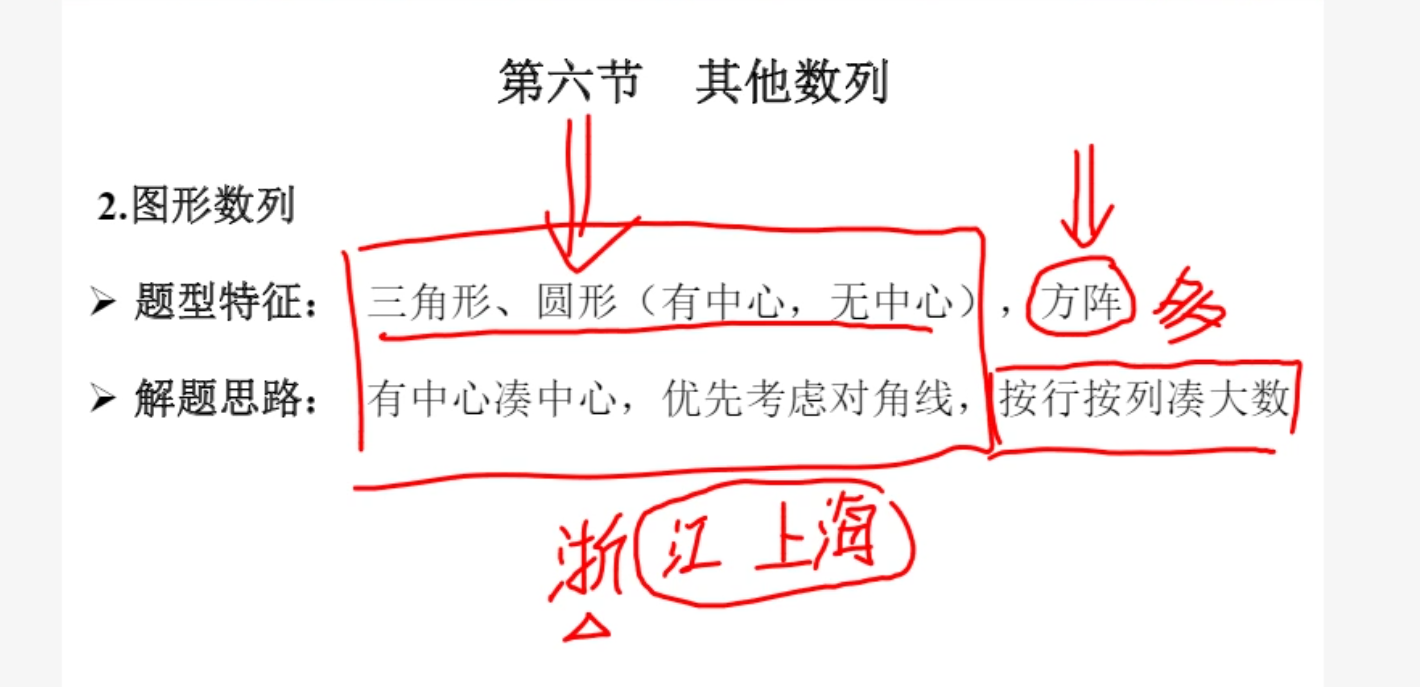 第六节 其他数列
2.图形数列
➢ 题型特征：三角形、圆形（有中心，无中心），方阵 多
➢ 解题思路：有中心凑中心，优先考虑对角线，按行按列凑大数
浙江 上海